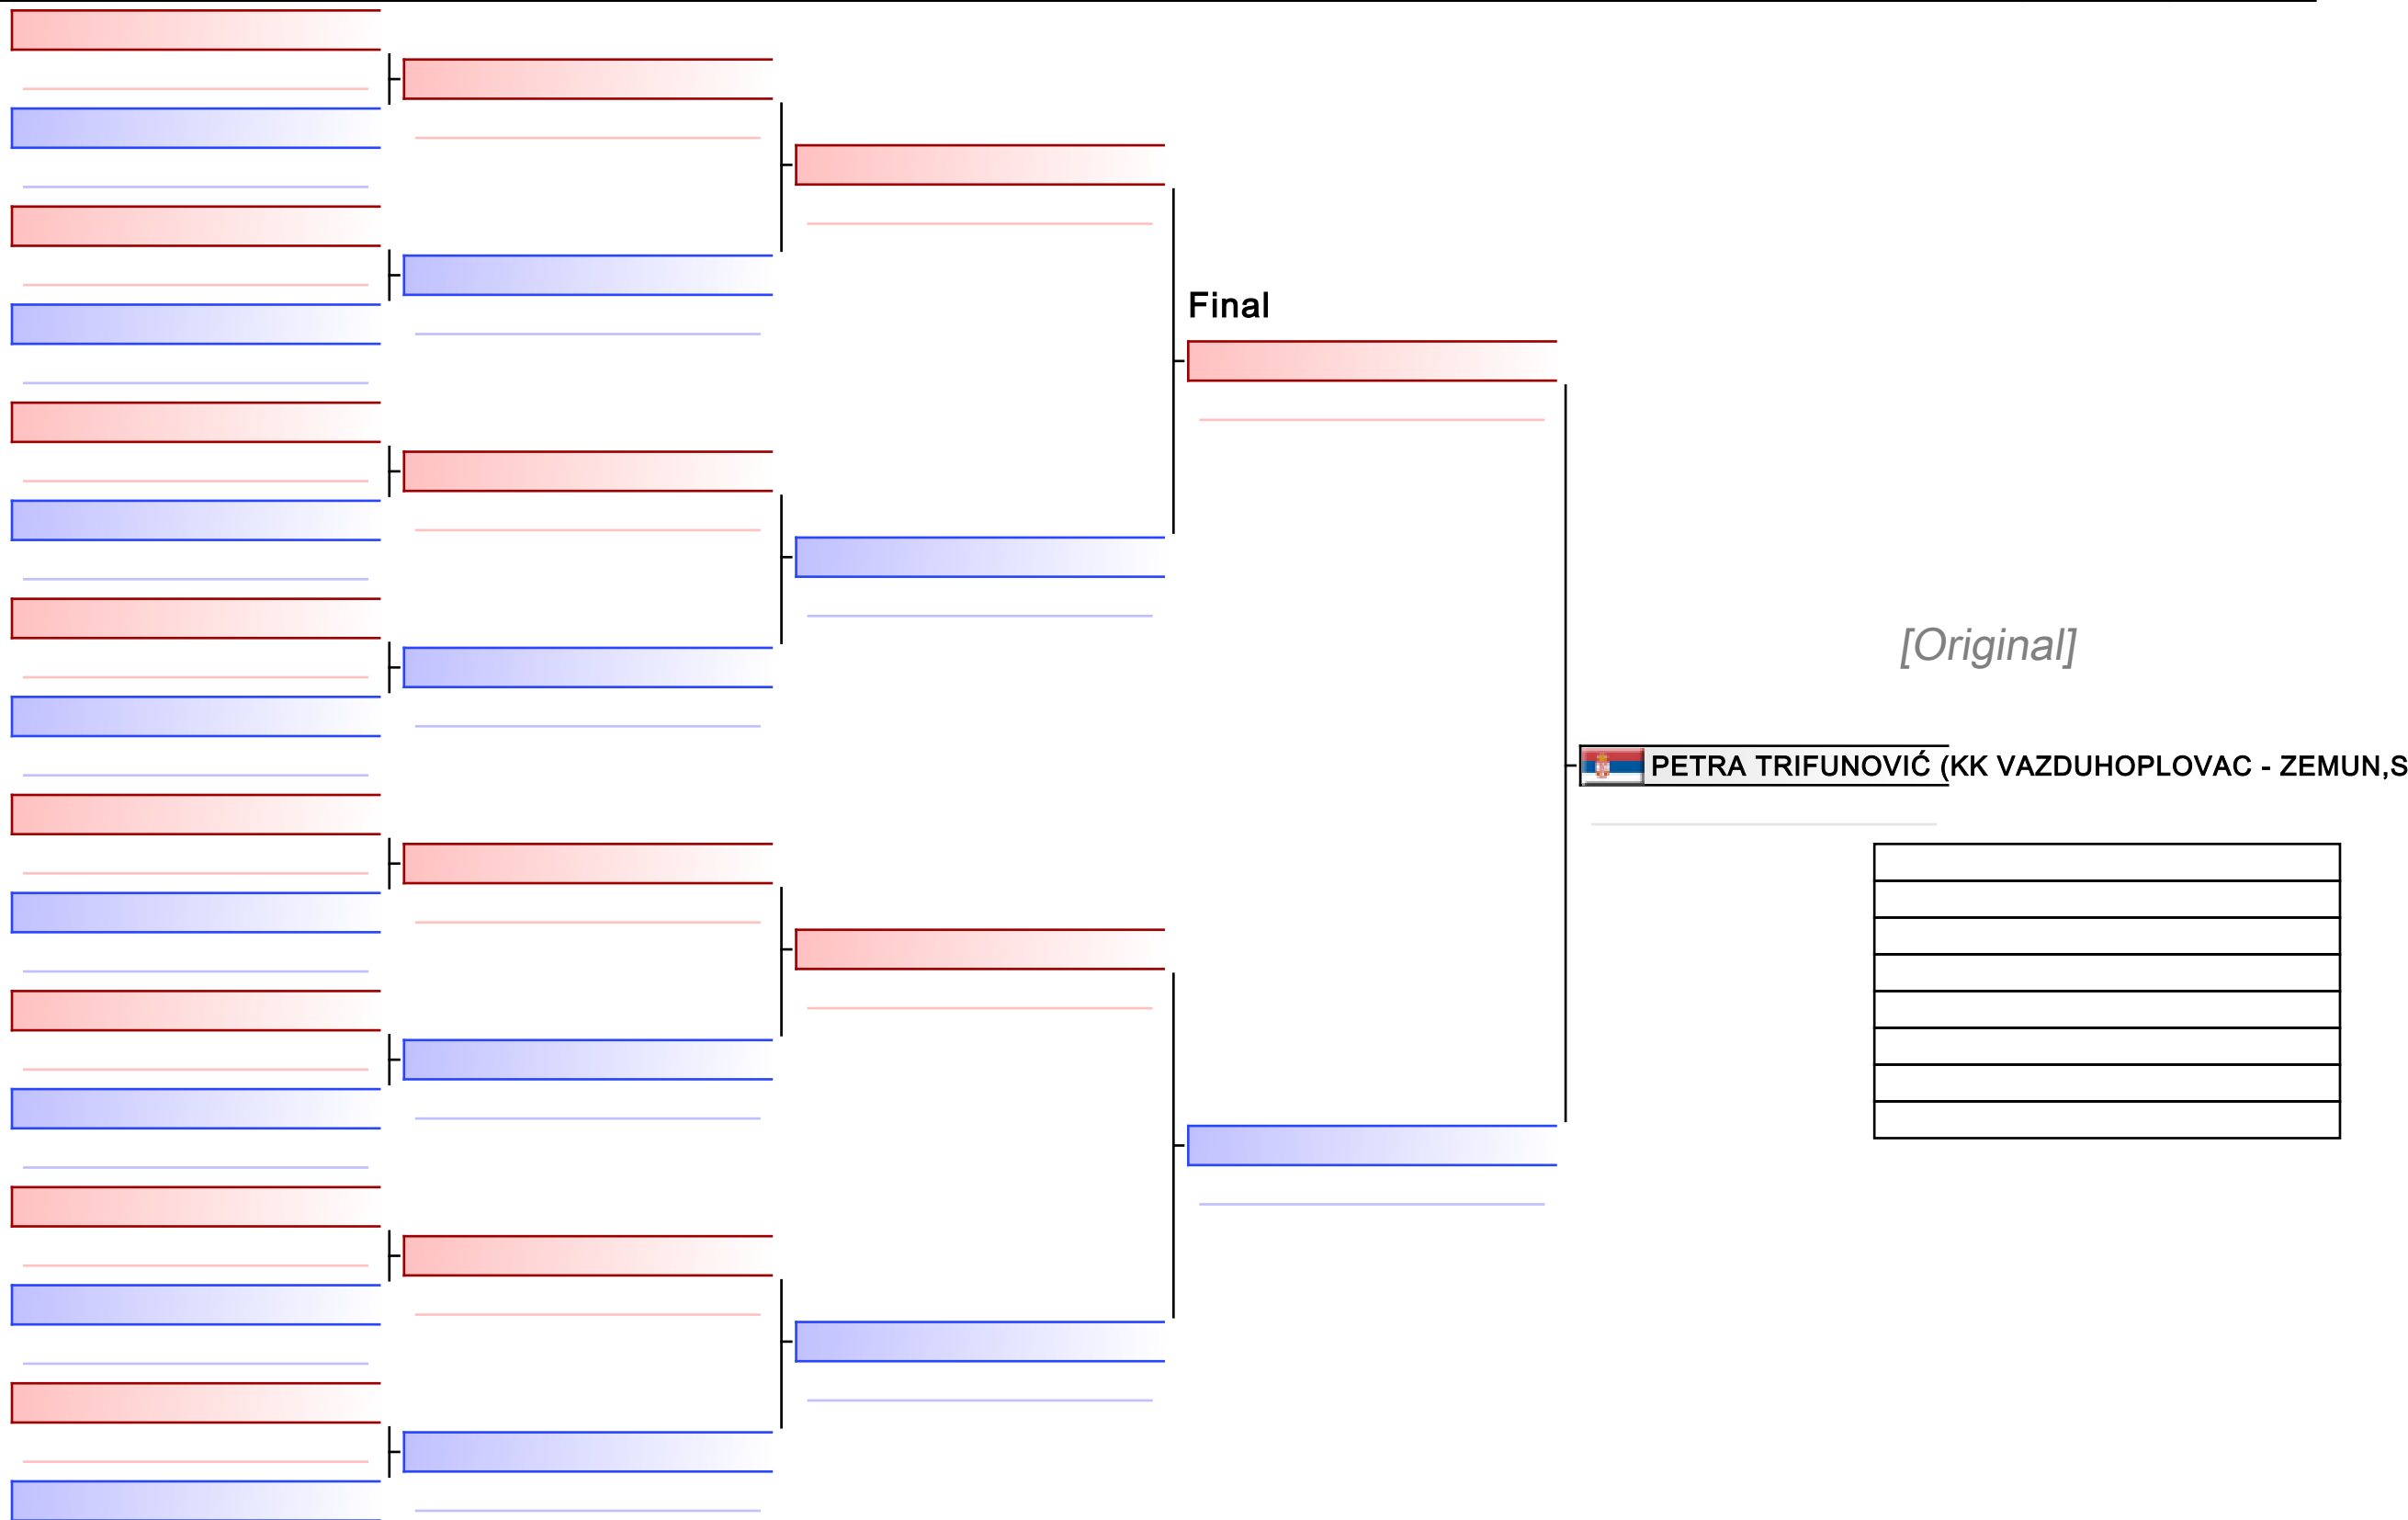 Final
[Original]
PETRA TRIFUNOVIĆ (KK VAZDUHOPLOVAC - ZEMUN,S